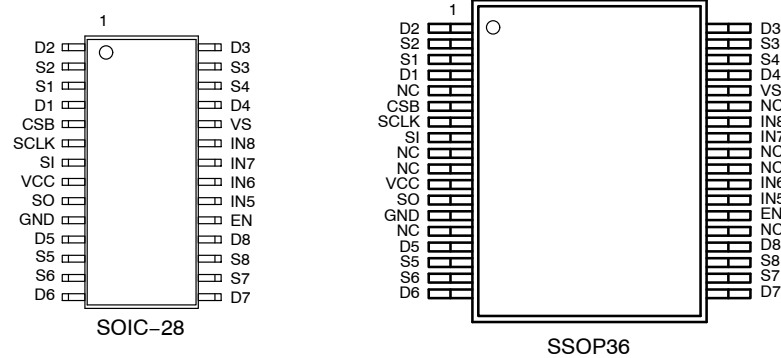 1
D2 D3
S2 S3
S1 S4
D1 D4
CSB VS
SCLK IN8
SI IN7
VCC IN6
SO IN5
GND EN
D5 D8
S5 S8
S6 S7
D6 D7
SOIC−28
1
D2 D3
S2 S3
S1 S4
D1 D4
NC VS
CSB NC
SCLK IN8
SI IN7
NC NC
NC NC
VCC IN6
SO IN5
GND EN
NC NC
D5 D8
S5 S8
S6 S7
D6 D7
SSOP36